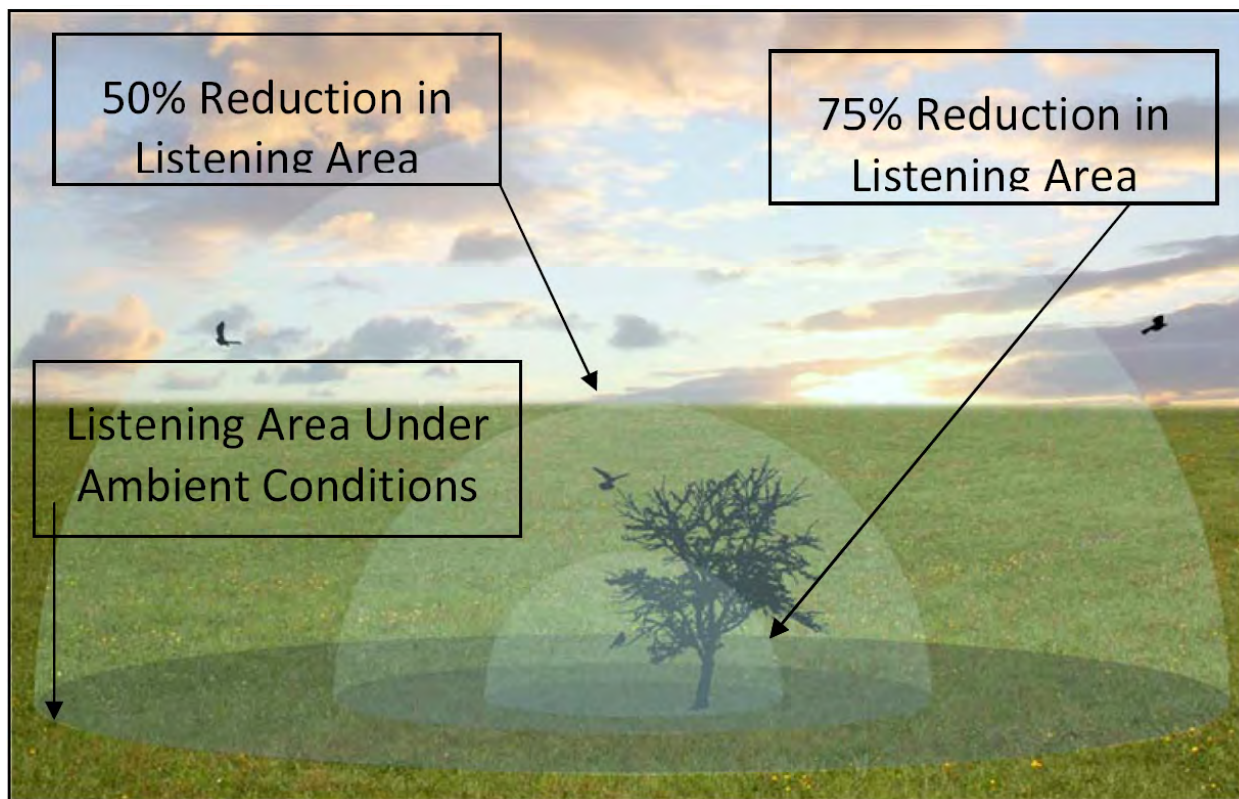 50% Reduction in
Listening Area
75% Reduction in
Listening Area
Listening Area Under
Ambient Conditions